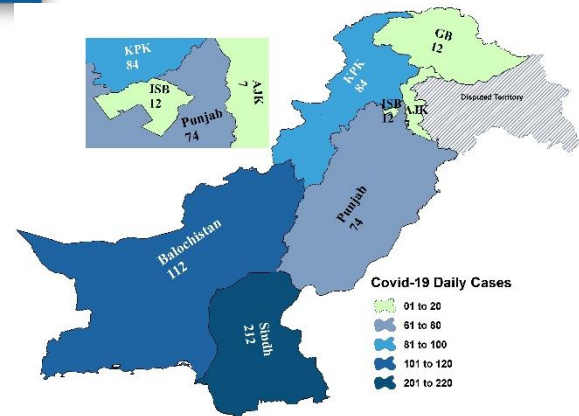 KPK
84
ISB
12
Punjab
74
AJK
7
GB
12
KPK
84
ISB
12
AJK
7
Disputed Territory
Punjab
74
Balochistan
112
Sindh
212
Covid-19 Daily Cases
01 to 20
61 to 80
81 to 100
101 to 120
201 to 220